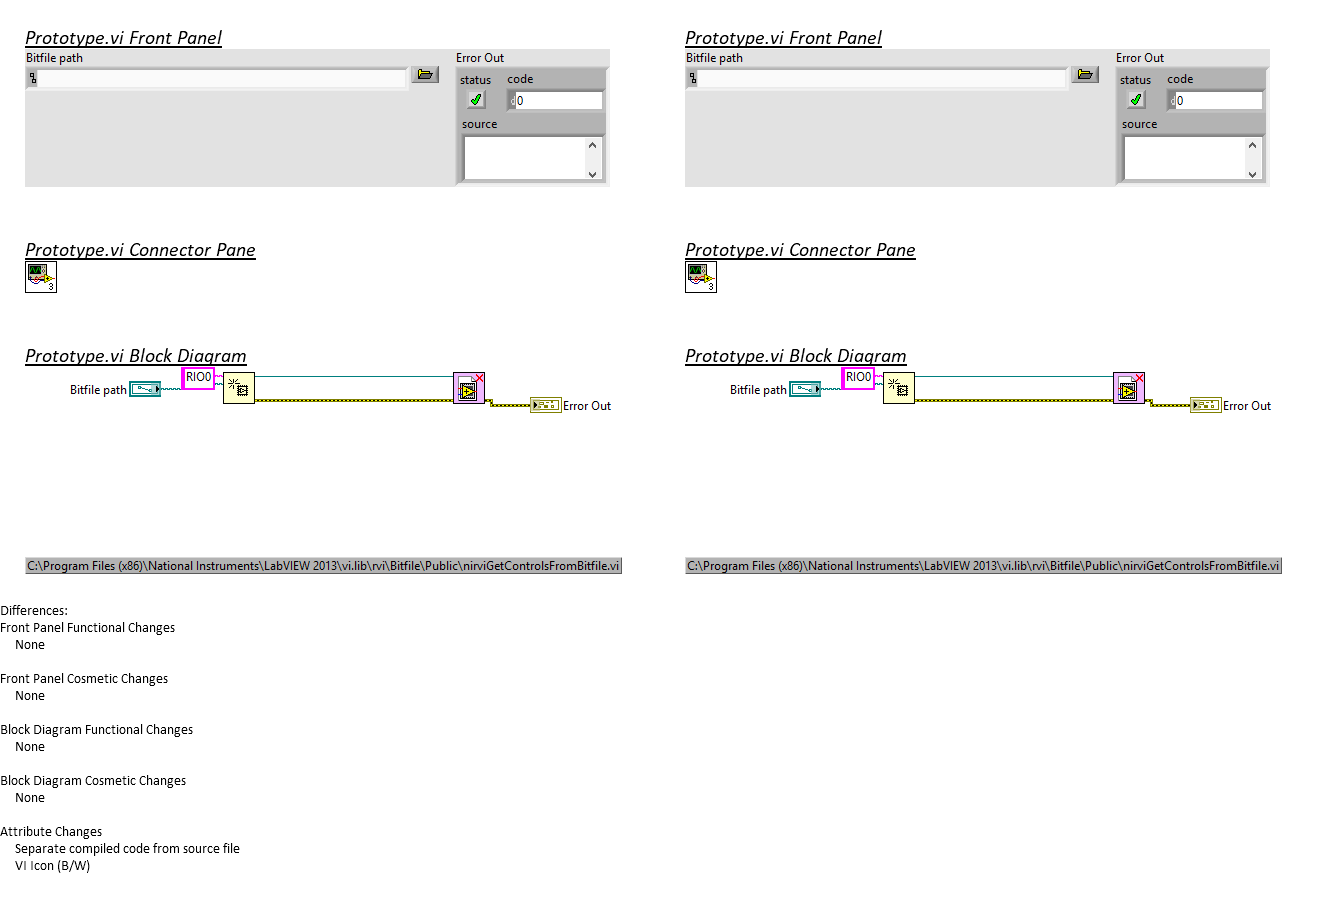 Prototype.vi Front Panel
Bitfile path
Error Out
status
code
d
0
source
Prototype.vi Connector Pane
3
Prototype.vi Block Diagram
RIO0
Bitfile path
Error Out
C:\Program Files (x86)\National Instruments\LabVIEW 2013\vi.lib\rvi\Bitfile\Public\nirviGetControlsFromBitfile.vi
Prototype.vi Front Panel
Bitfile path
Error Out
status
code
d
0
source
Prototype.vi Connector Pane
3
Prototype.vi Block Diagram
RIO0
Bitfile path
Error Out
C:\Program Files (x86)\National Instruments\LabVIEW 2013\vi.lib\rvi\Bitfile\Public\nirviGetControlsFromBitfile.vi
Differences:
Front Panel Functional Changes
None
Front Panel Cosmetic Changes
None
Block Diagram Functional Changes
None
Block Diagram Cosmetic Changes
None
Attribute Changes
Separate compiled code from source file
VI Icon (B/W)